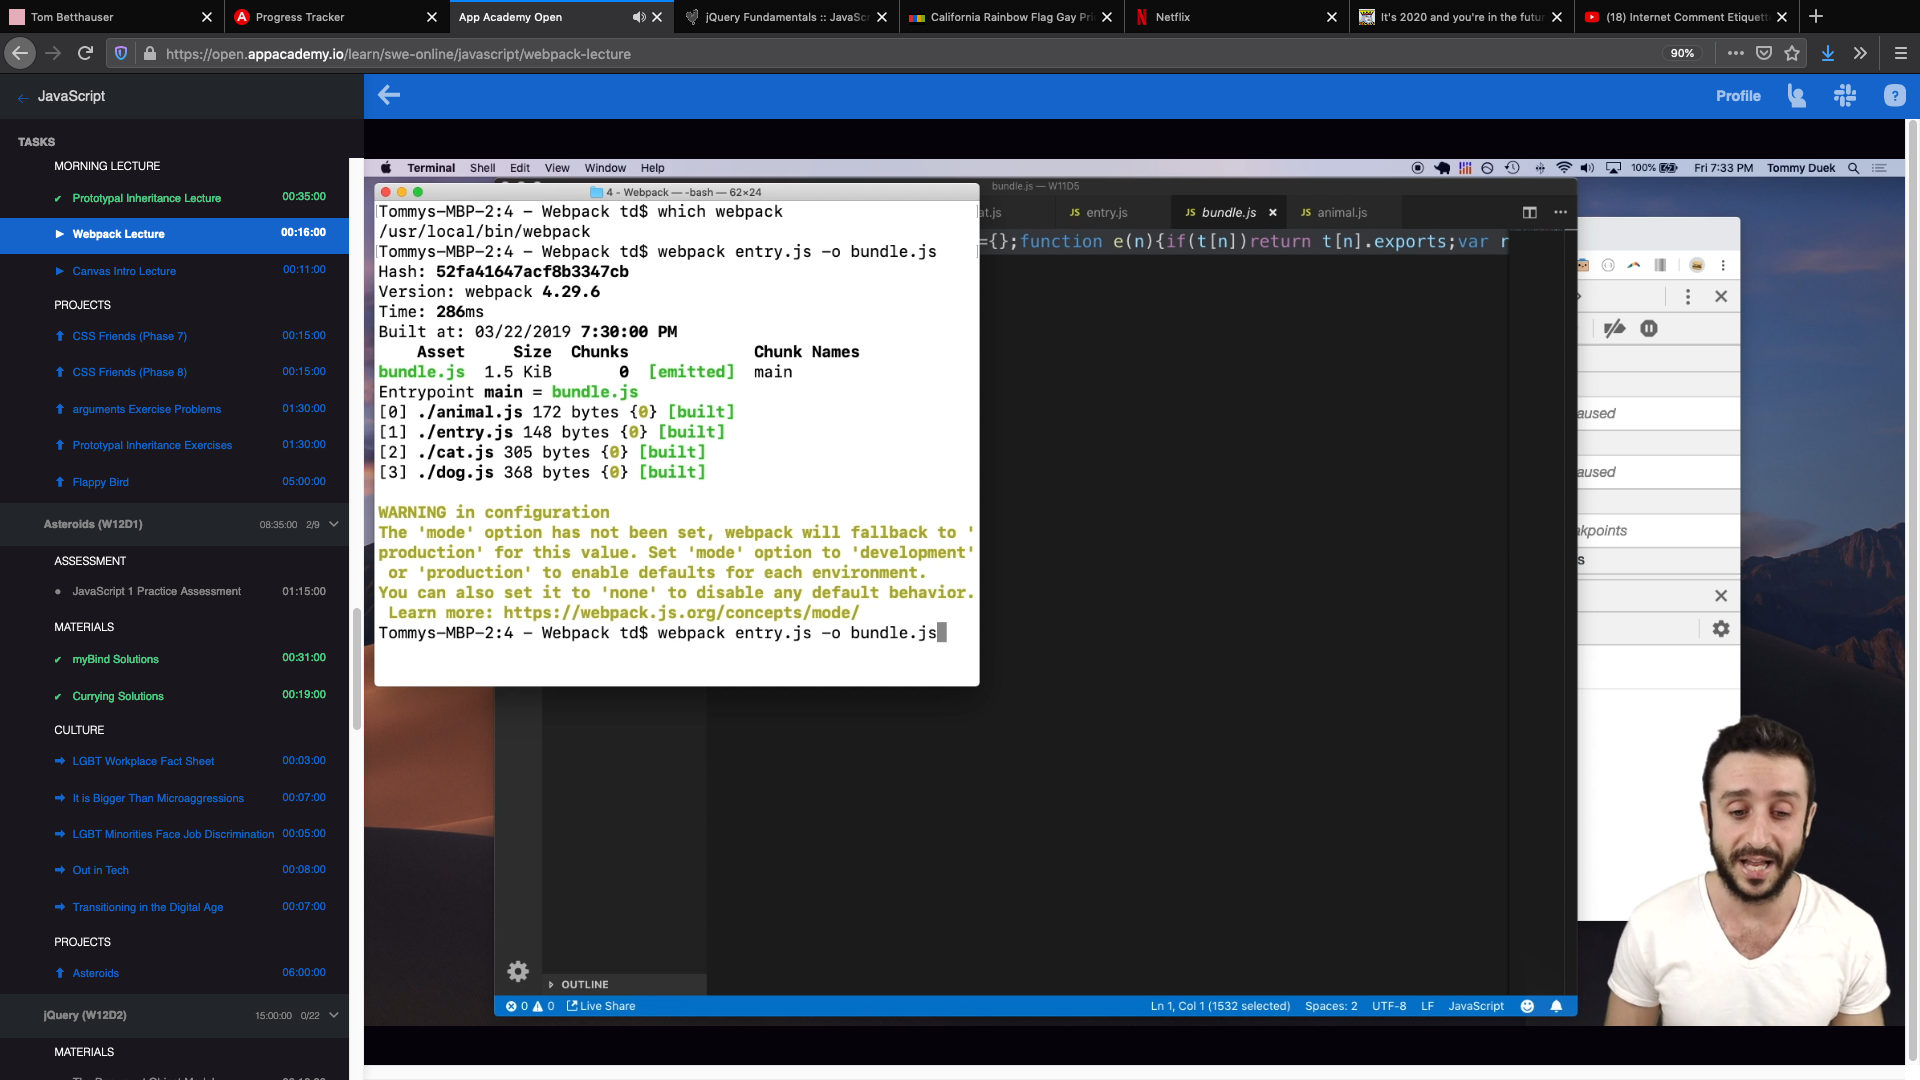 Tom Betthauser
Progress Tracker
App Academy Open
jQuery Fundamentals :: JavaSc
California Rainbow Flag Gay Pri
Netflix
It's 2020 and you're in the futur
(18) Internet Comment Etiquett
https://open.appacademy.io/learn/swe-online/javascript/webpack-lecture
90%
JavaScript
Profile
TASKS
MORNING LECTURE
Prototypal Inheritance Lecture 00:35:00
Webpack Lecture 00:16:00
Canvas Intro Lecture 00:11:00
PROJECTS
CSS Friends (Phase 7) 00:15:00
CSS Friends (Phase 8) 00:15:00
arguments Exercise Problems 01:30:00
Prototypal Inheritance Exercises 01:30:00
Flappy Bird 05:00:00
Asteroids (W12D1) 08:35:00 2/9
ASSESSMENT
JavaScript 1 Practice Assessment 01:15:00
MATERIALS
myBind Solutions 00:31:00
Currying Solutions 00:19:00
CULTURE
LGBT Workplace Fact Sheet 00:03:00
It is Bigger Than Microaggressions 00:07:00
LGBT Minorities Face Job Discrimination 00:05:00
Out in Tech 00:08:00
Transitioning in the Digital Age 00:07:00
PROJECTS
Asteroids 06:00:00
jQuery (W12D2) 15:00:00 0/22
MATERIALS
Terminal Shell Edit View Window Help
100% Fri 7:33 PM Tommy Duek
4 - Webpack — -bash — 62×24
Tommys-MBP-2:4 - Webpack td$ which webpack
/usr/local/bin/webpack
Tommys-MBP-2:4 - Webpack td$ webpack entry.js -o bundle.js
Hash: 52fa41647acf8b3347cb
Version: webpack 4.29.6
Time: 286ms
Built at: 03/22/2019 7:30:00 PM
Asset Size Chunks Chunk Names
bundle.js 1.5 KiB 0 [emitted] main
Entrypoint main = bundle.js
[0] ./animal.js 172 bytes {0} [built]
[1] ./entry.js 148 bytes {0} [built]
[2] ./cat.js 305 bytes {0} [built]
[3] ./dog.js 368 bytes {0} [built]
WARNING in configuration
The 'mode' option has not been set, webpack will fallback to '
production' for this value. Set 'mode' option to 'development'
or 'production' to enable defaults for each environment.
You can also set it to 'none' to disable any default behavior.
Learn more: https://webpack.js.org/concepts/mode/
Tommys-MBP-2:4 - Webpack td$ webpack entry.js -o bundle.js
bundle.js — W11D5
at.js
JS entry.js
JS bundle.js
JS animal.js
={};function e(n){if(t[n])return t[n].exports;var r
aused
aused
kpoints
s
OUTLINE
0 0 Live Share
Ln 1, Col 1 (1532 selected) Spaces: 2 UTF-8 LF JavaScript